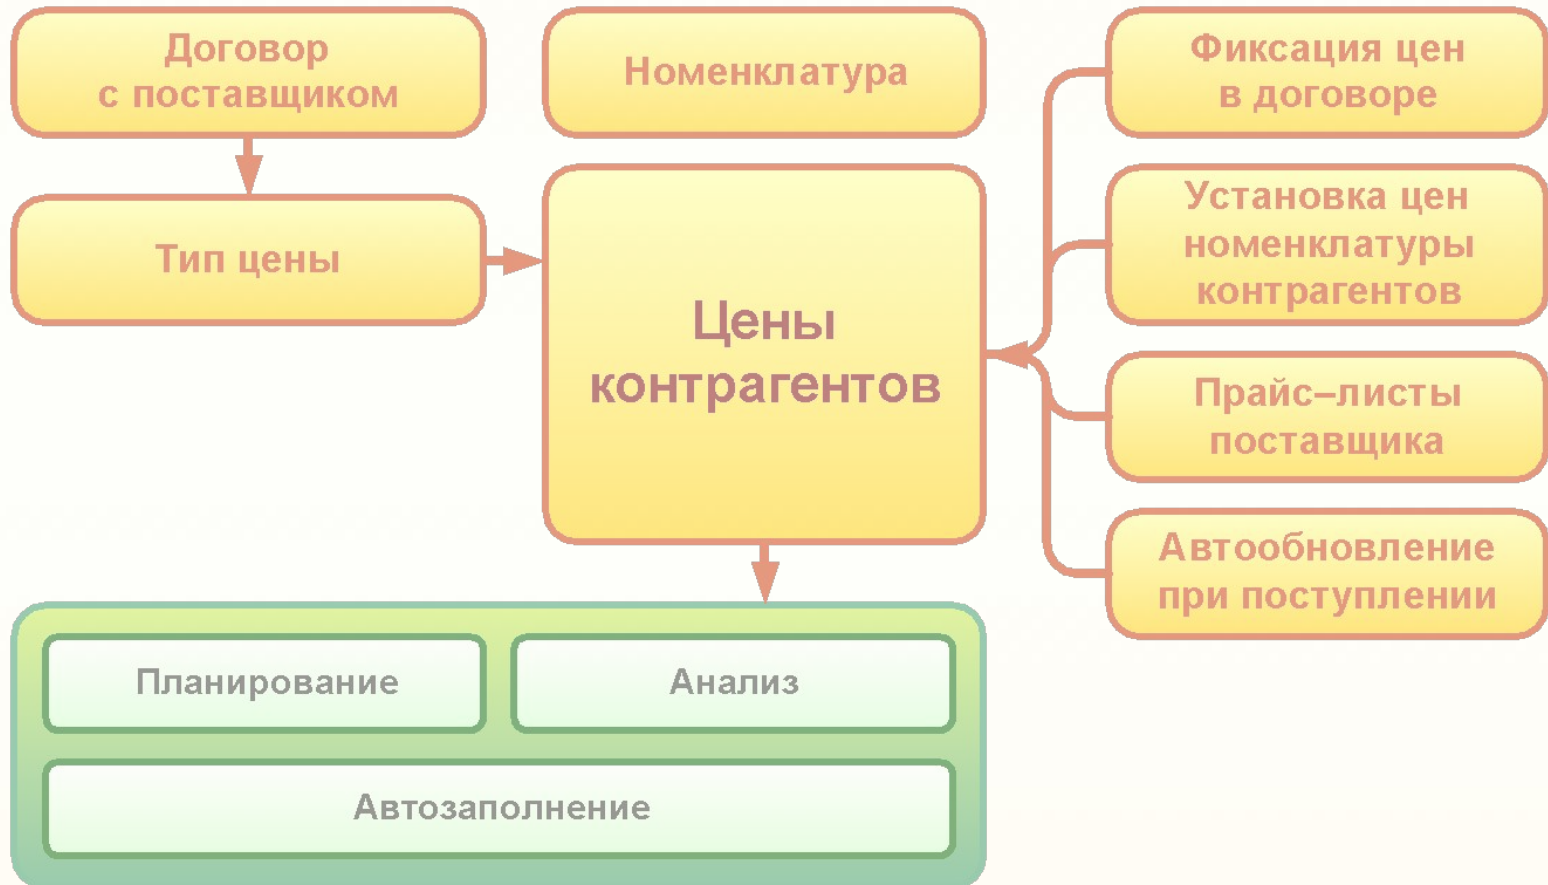 Договор
с поставщиком
Номенклатура
Фиксация цен
в договоре
Тип цены
Цены
контрагентов
Установка цен
номенклатуры
контрагентов
Прайс–листы
поставщика
Автообновление
при поступлении
Планирование
Анализ
Автозаполнение